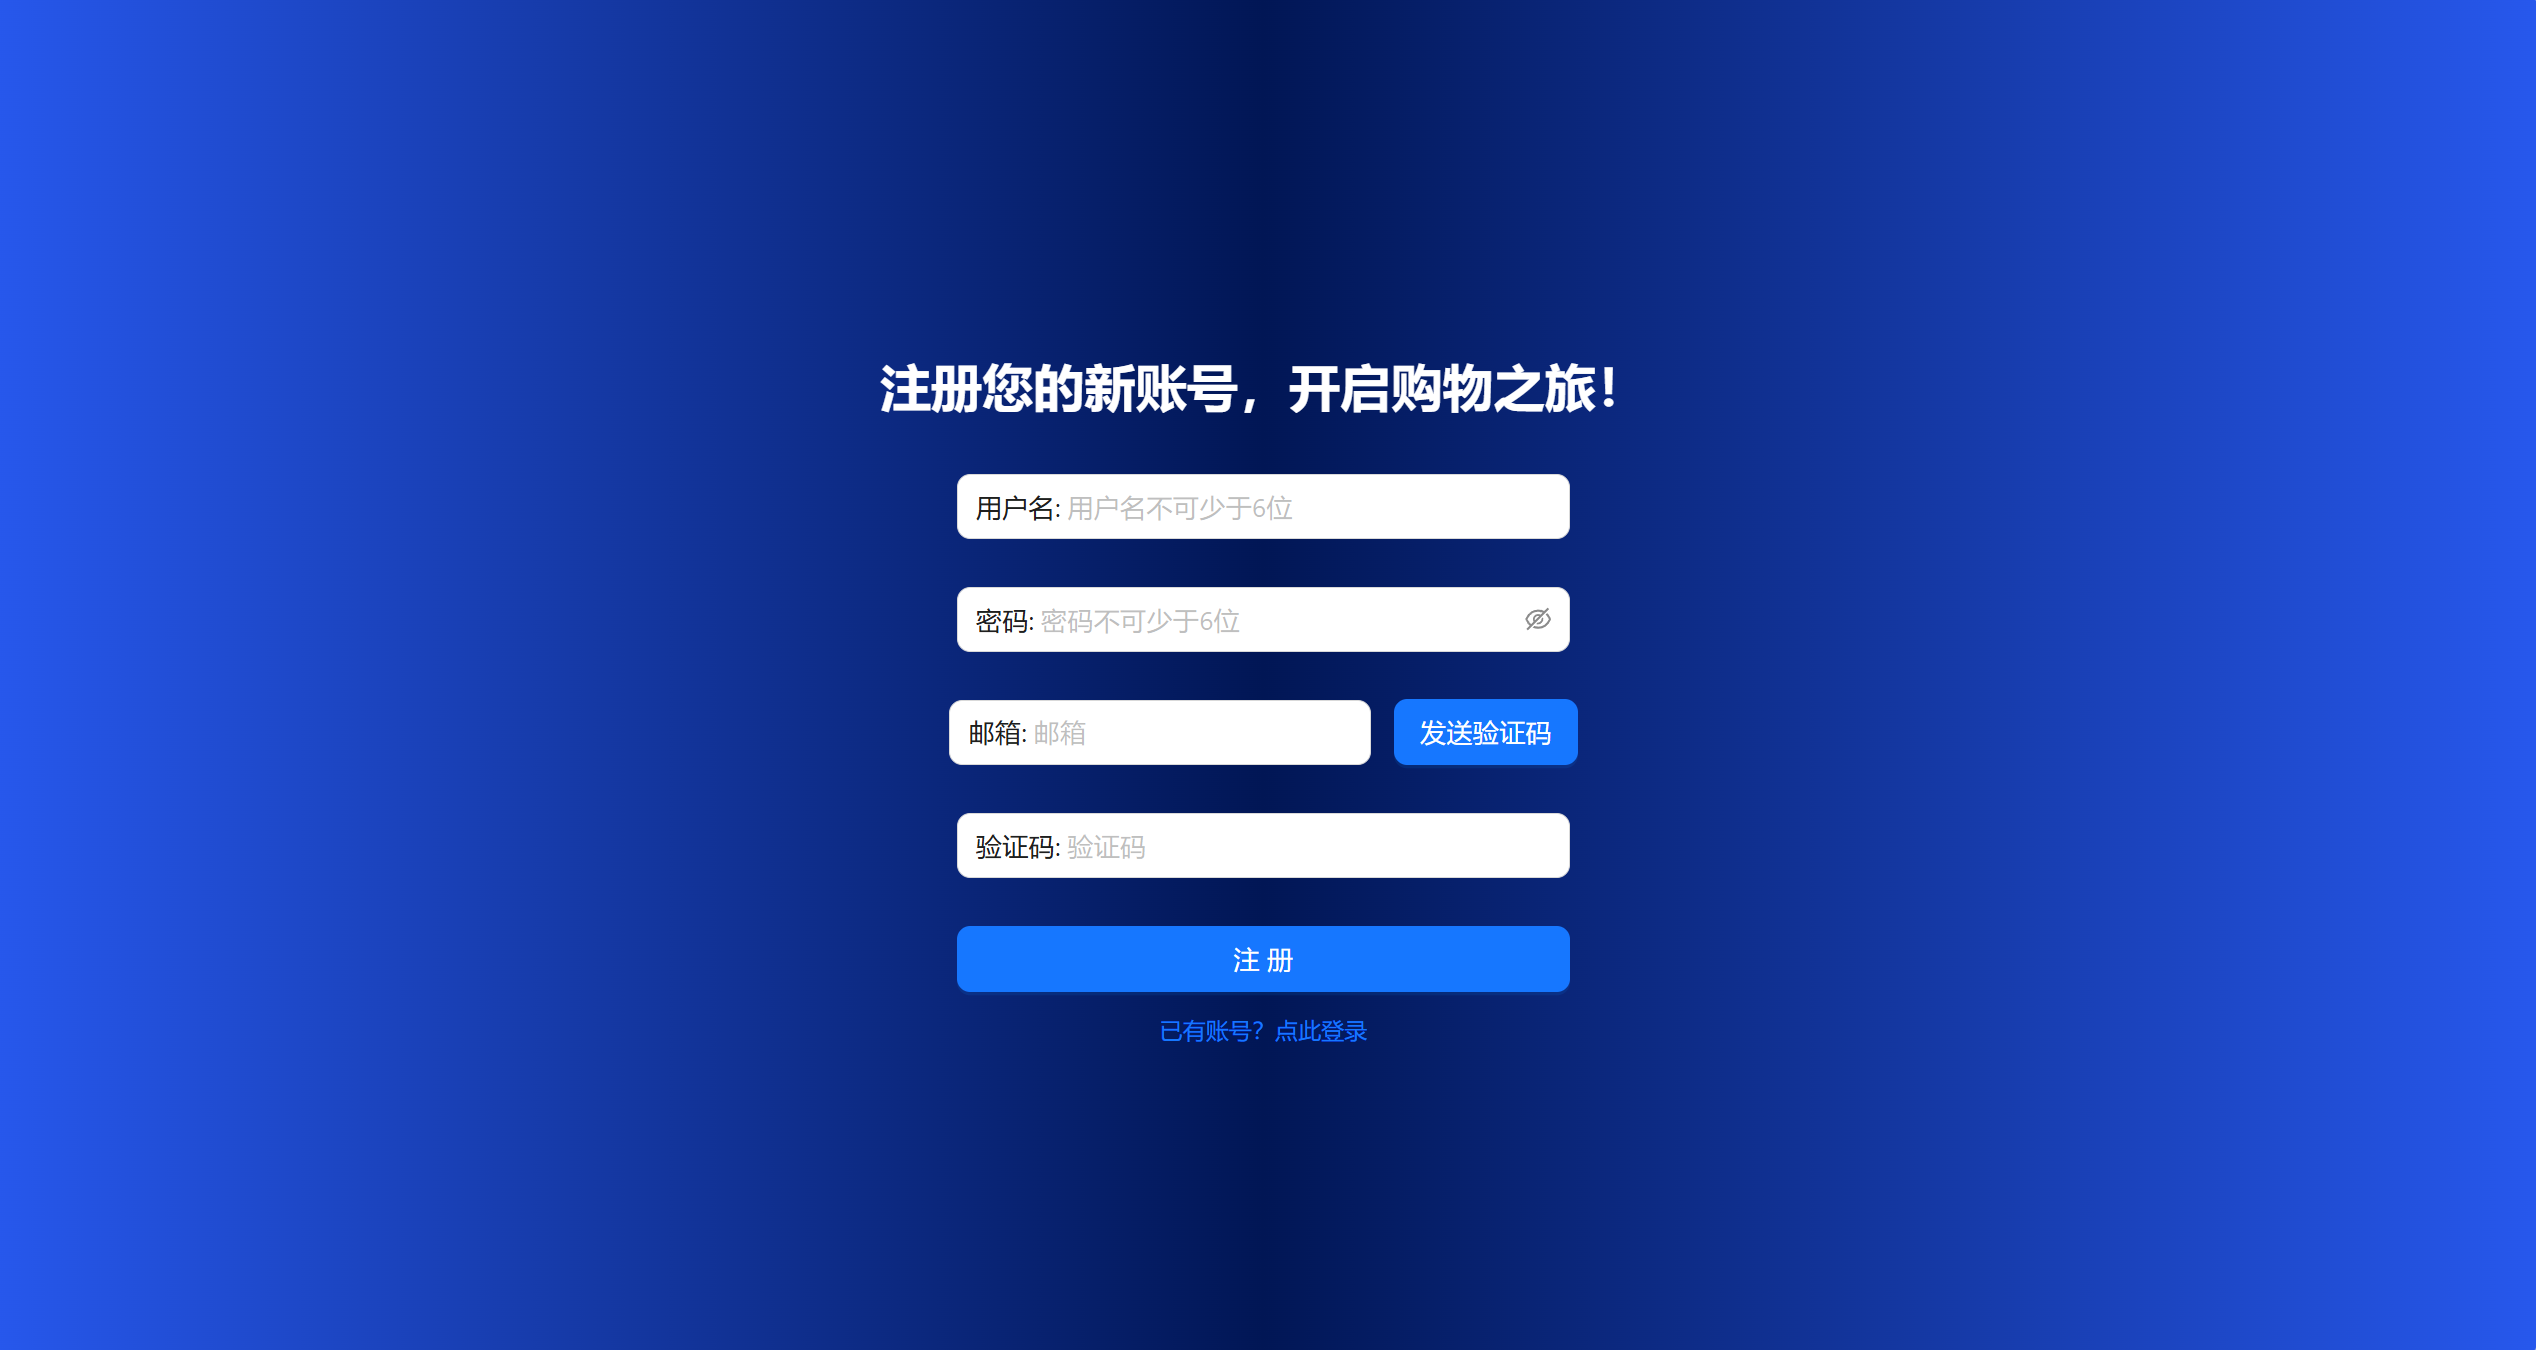 注册您的新账号，开启购物之旅！
用户名: 用户名不可少于6位
密码: 密码不可少于6位
邮箱: 邮箱 发送验证码
验证码: 验证码
注 册
已有账号？点此登录